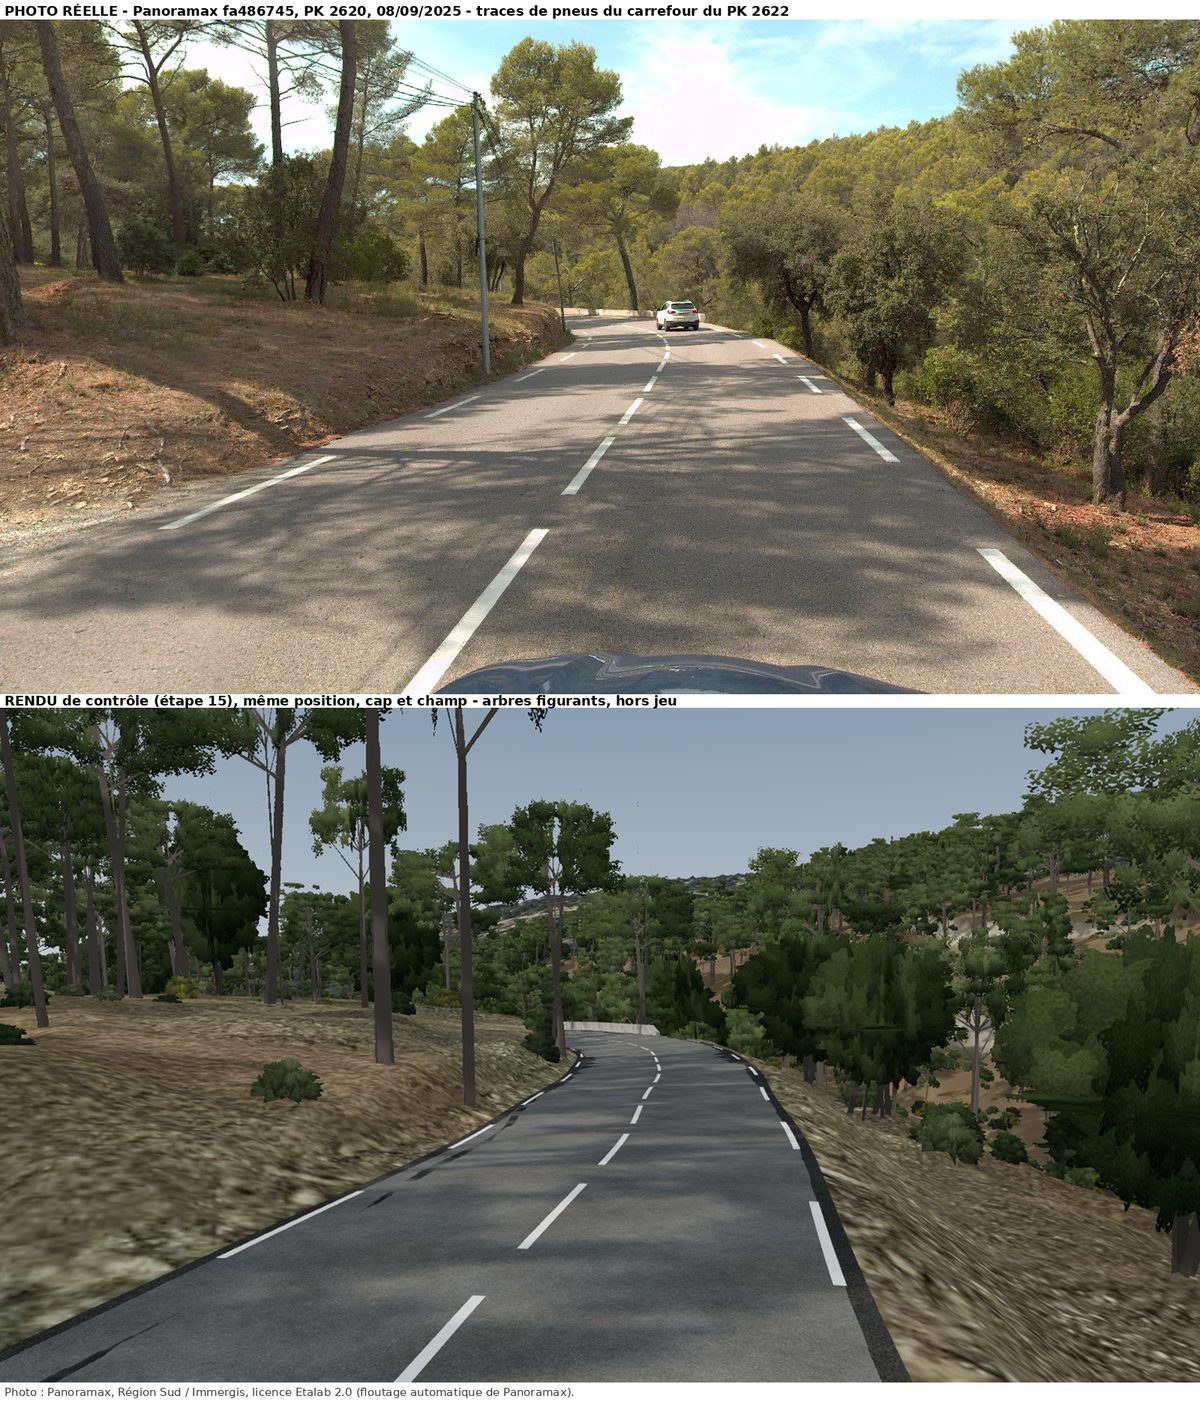 PHOTO RÉELLE - Panoramax fa486745, PK 2620, 08/09/2025 - traces de pneus du carrefour du PK 2622
RENDU de contrôle (étape 15), même position, cap et champ - arbres figurants, hors jeu
Photo : Panoramax, Région Sud / Immergis, licence Etalab 2.0 (floutage automatique de Panoramax).